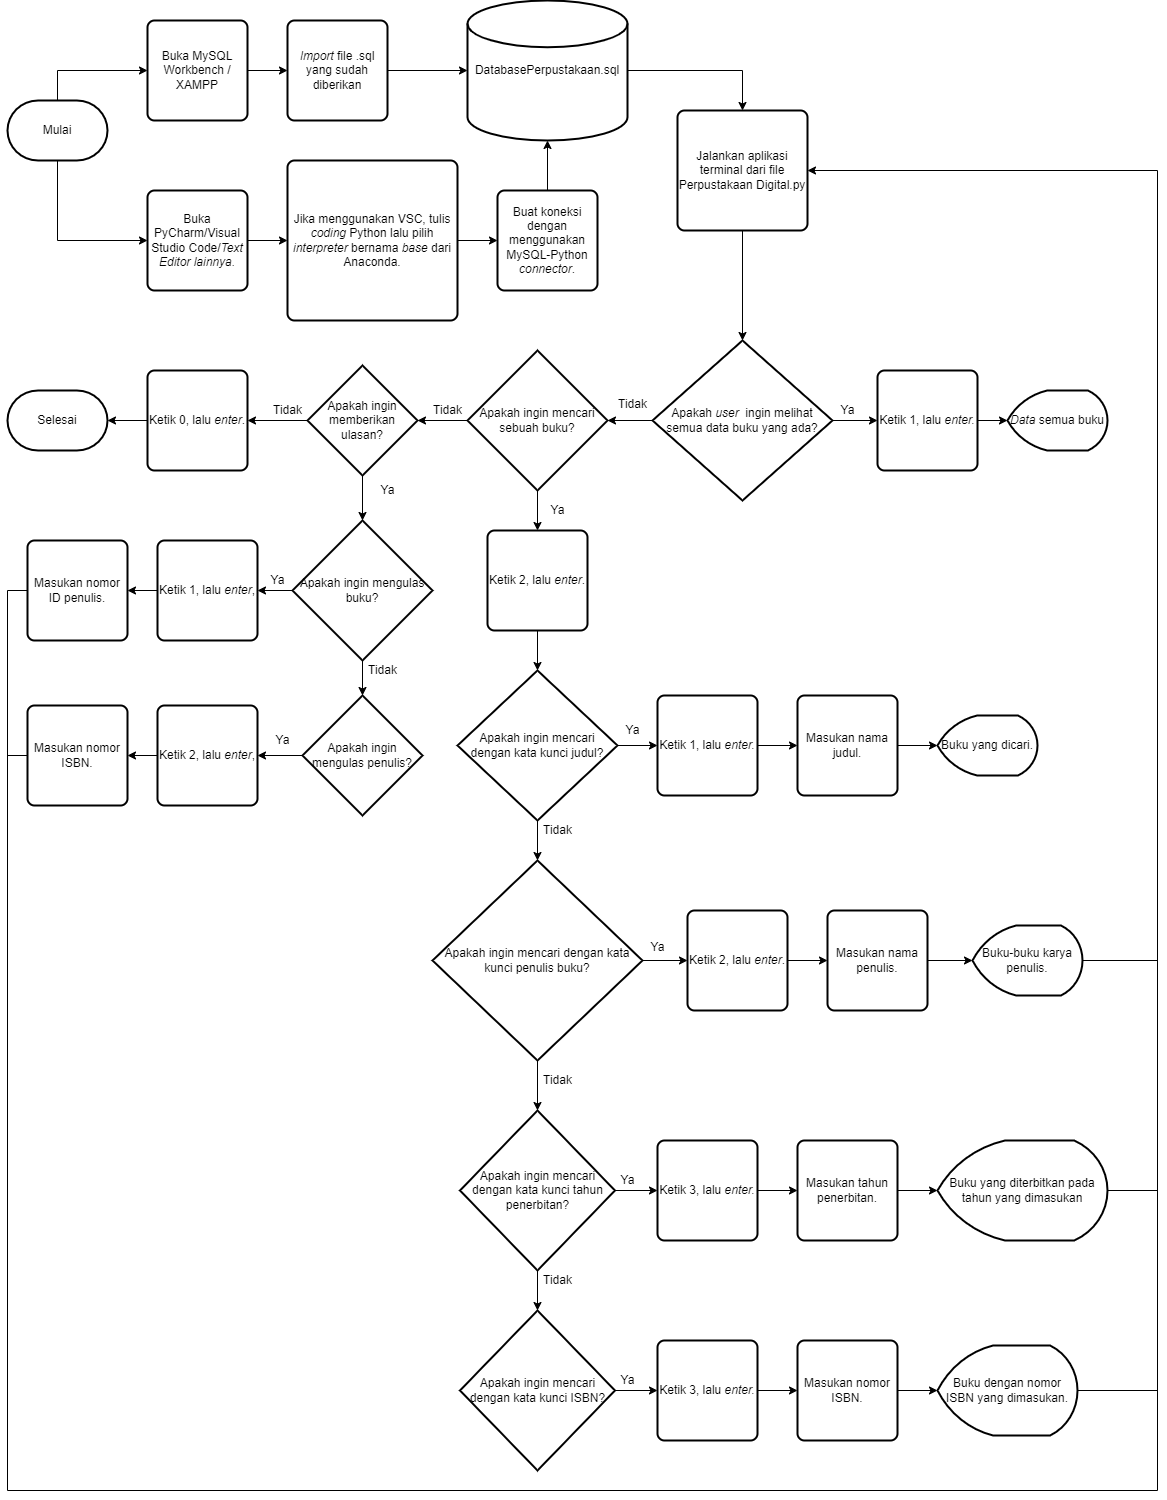 Buka MySQL
Workbench /
XAMPP
Import file .sql
yang sudah
diberikan
DatabasePerpustakaan.sql
Mulai
Jalankan aplikasi
terminal dari file
Perpustakaan Digital.py
Buka
PyCharm/Visual
Studio Code/Text
Editor lainnya.
Jika menggunakan VSC, tulis
coding Python lalu pilih
interpreter bernama base dari
Anaconda.
Buat koneksi
dengan
menggunakan
MySQL-Python
connector.
Selesai
Ketik 0, lalu enter.
Tidak
Apakah ingin
memberikan
ulasan?
Tidak
Apakah ingin mencari
sebuah buku?
Tidak
Apakah user ingin melihat
semua data buku yang ada?
Ya
Ketik 1, lalu enter.
Data semua buku
Ya
Ya
Masukan nomor
ID penulis.
Ketik 1, lalu enter,
Ya
Apakah ingin mengulas
buku?
Ketik 2, lalu enter.
Tidak
Masukan nomor
ISBN.
Ketik 2, lalu enter,
Ya
Apakah ingin
mengulas penulis?
Apakah ingin mencari
dengan kata kunci judul?
Ya
Ketik 1, lalu enter.
Masukan nama
judul.
Buku yang dicari.
Tidak
Apakah ingin mencari dengan kata
kunci penulis buku?
Ya
Ketik 2, lalu enter.
Masukan nama
penulis.
Buku-buku karya
penulis.
Tidak
Apakah ingin mencari
dengan kata kunci tahun
penerbitan?
Ya
Ketik 3, lalu enter.
Masukan tahun
penerbitan.
Buku yang diterbitkan pada
tahun yang dimasukan
Tidak
Apakah ingin mencari
dengan kata kunci ISBN?
Ya
Ketik 3, lalu enter.
Masukan nomor
ISBN.
Buku dengan nomor
ISBN yang dimasukan.